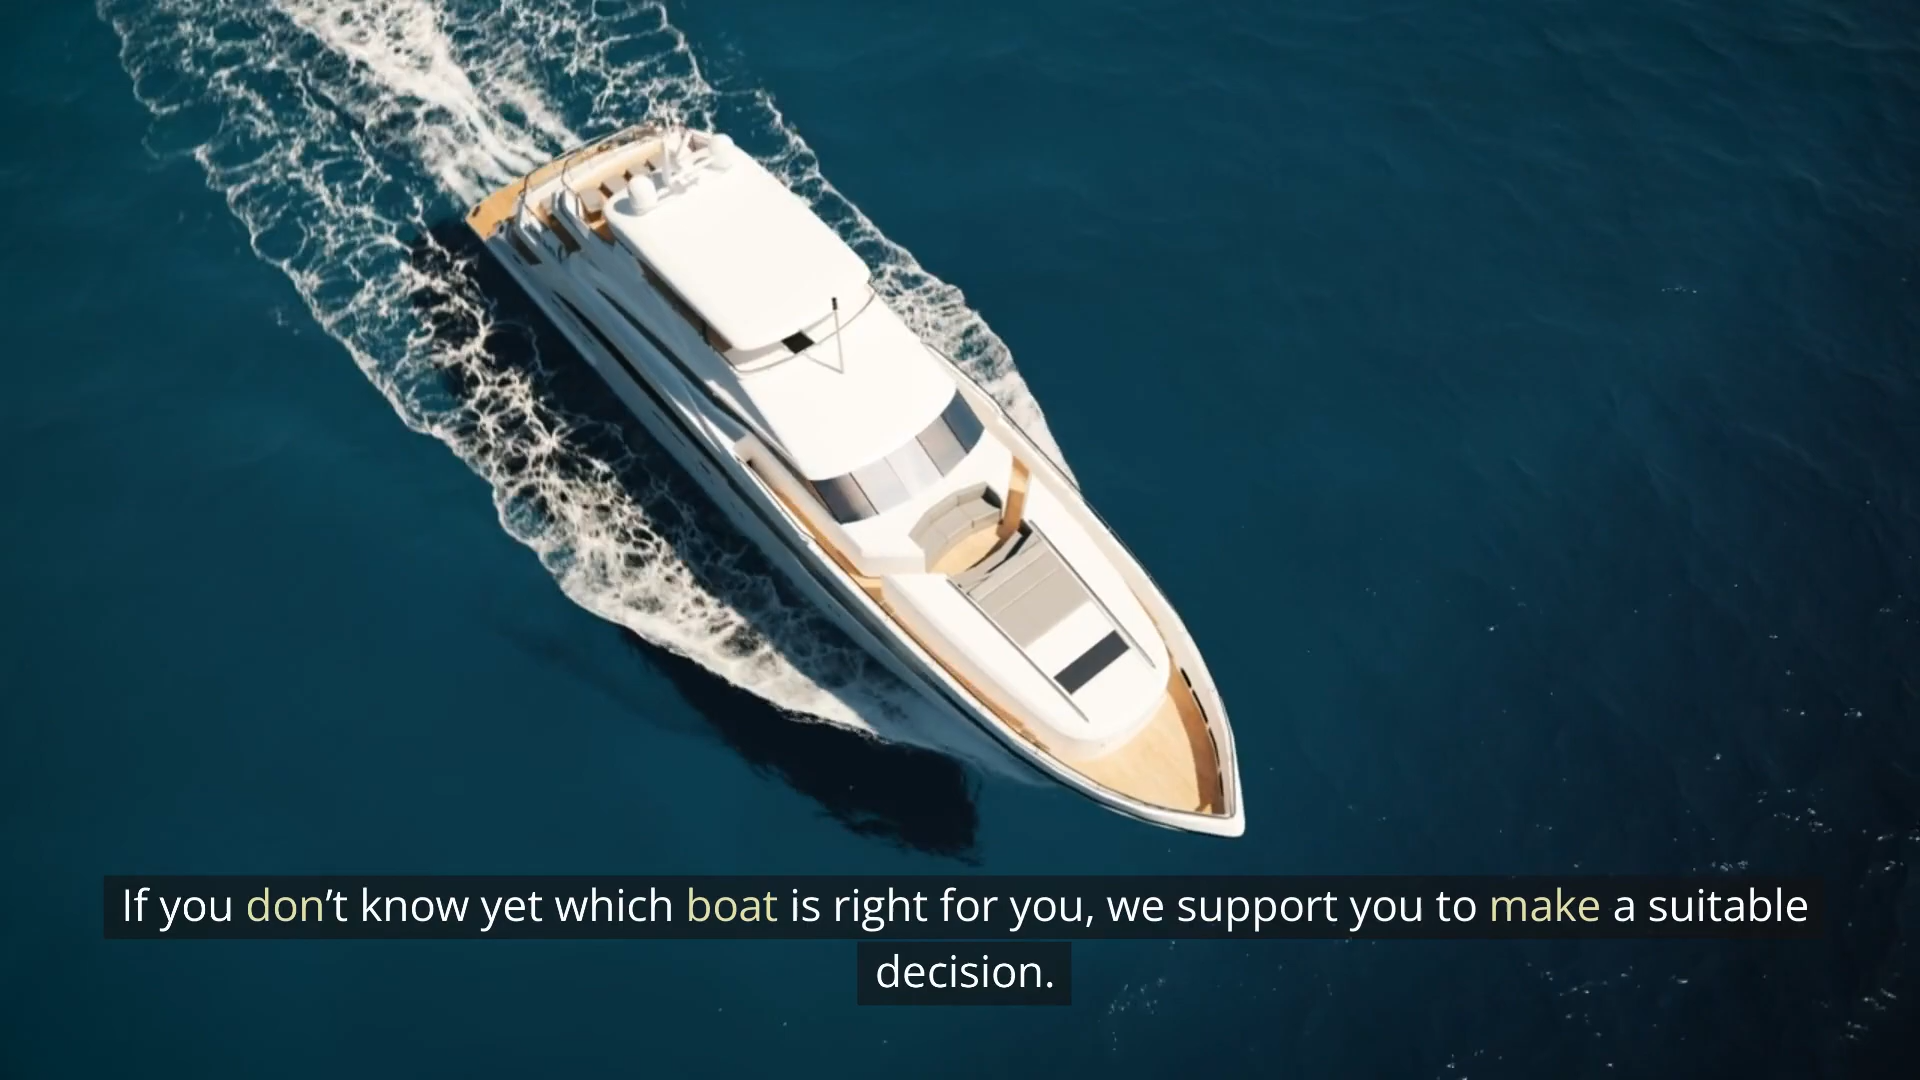 If you don’t know yet which boat is right for you, we support you to make a suitable
decision.